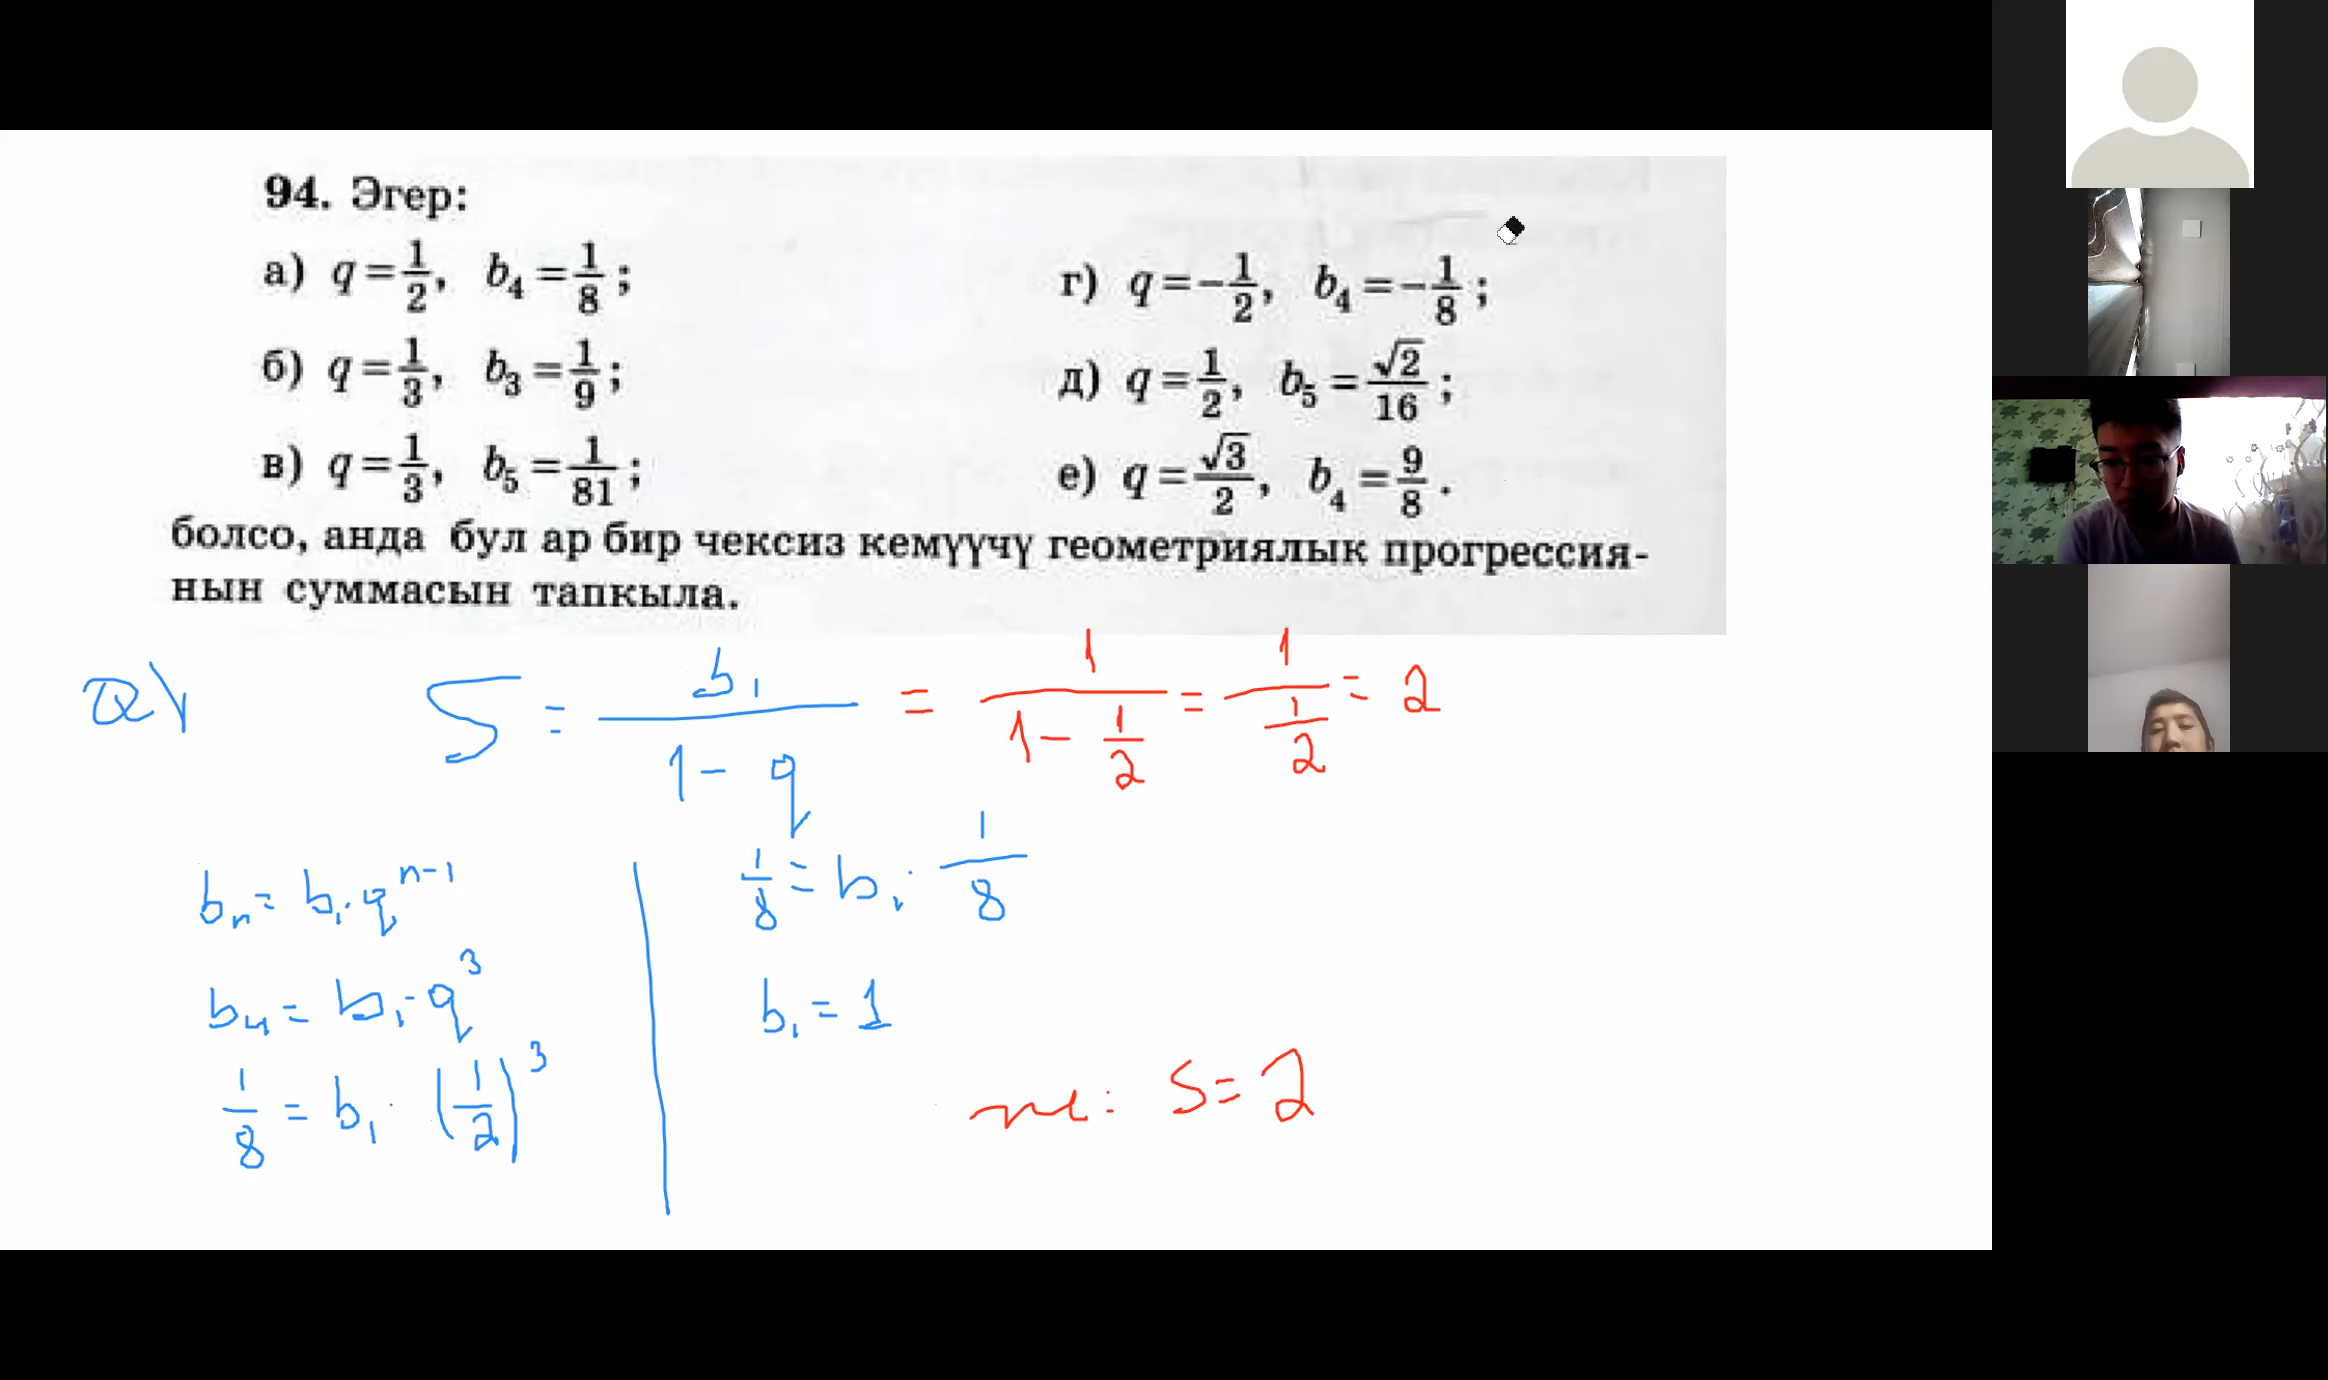 94. Эгер:
а) q=1/2, b₄=1/8;
б) q=1/3, b₃=1/9;
в) q=1/3, b₅=1/81;
г) q=-1/2, b₄=-1/8;
д) q=1/2, b₅=√2/16;
е) q=√3/2, b₄=9/8.
болсо, анда бул ар бир чексиз кемүүчү геометриялык прогрессия-
нын суммасын тапкыла.
а) S = b₁/(1-q) = 1/(1-1/2) = 1/(1/2) = 2
bₙ = b₁·qⁿ⁻¹
b₄ = b₁·q³
1/8 = b₁·(1/2)³
1/8 = b₁·1/8
b₁ = 1
S=2